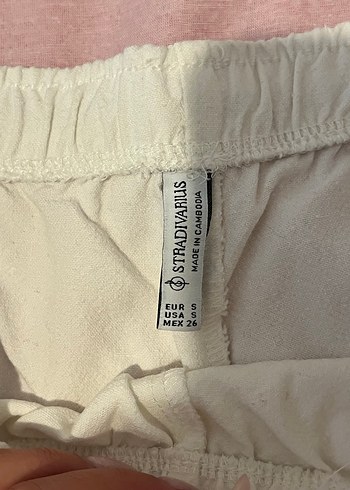 STRADIVARIUS
MADE IN CAMBODIA
EUR S
USA S
MEX 26